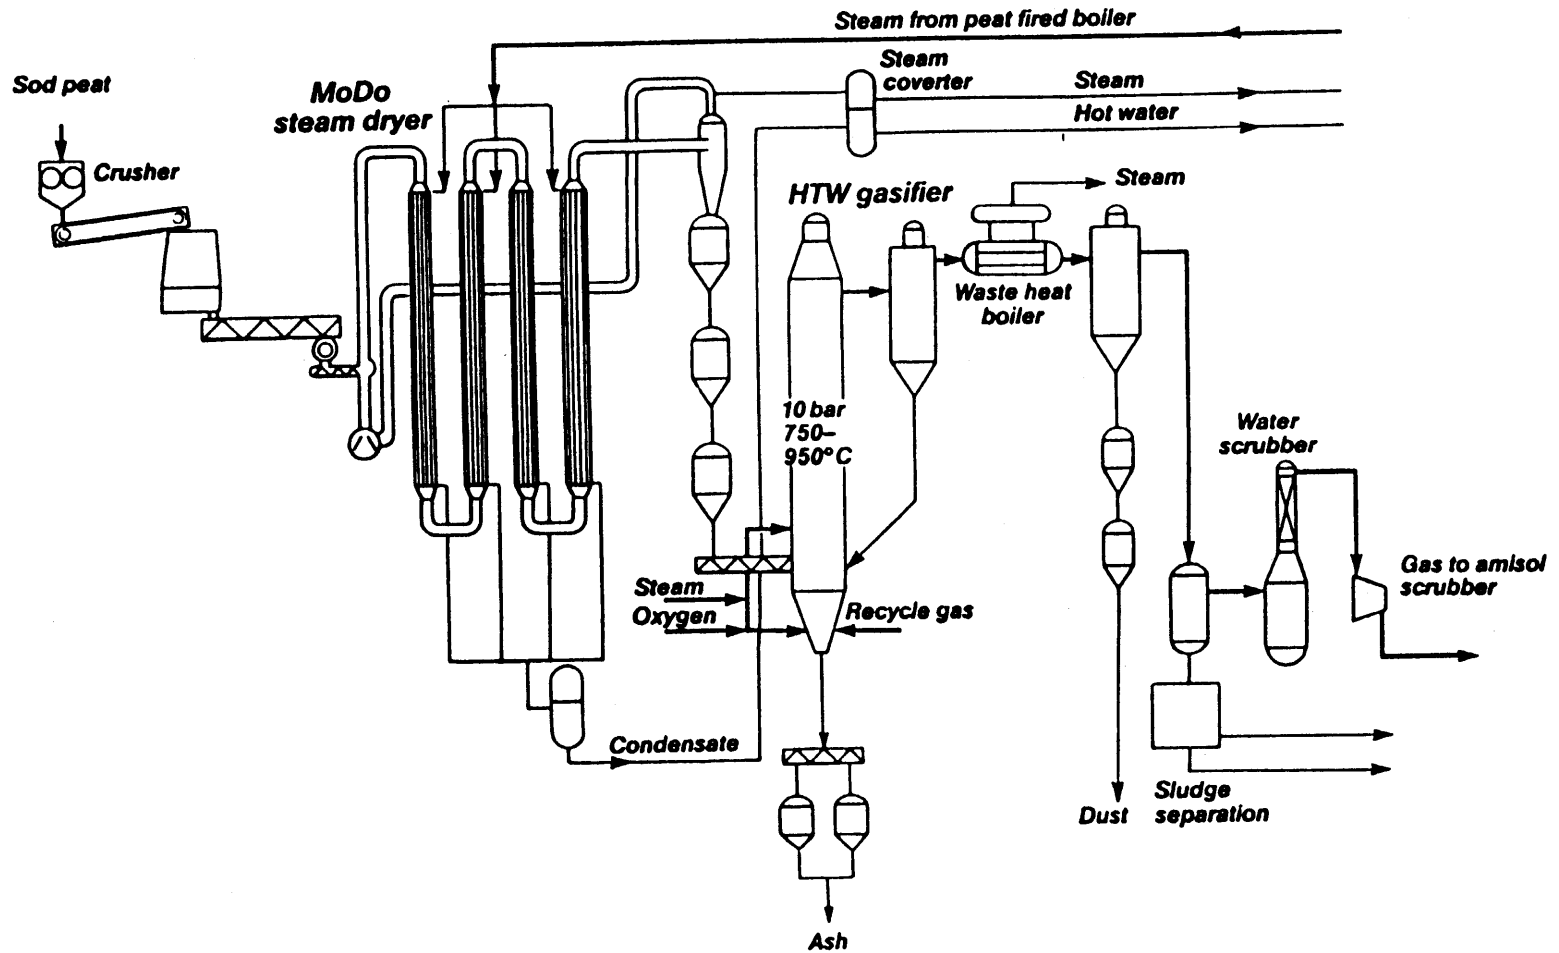 Steam from peat fired boiler
Sod peat
MoDo
steam dryer
Steam
coverter
Steam
Hot water
Crusher
HTW gasifier
Steam
Waste heat
boiler
10 bar
750–
950°C
Water
scrubber
Gas to amisol
scrubber
Steam
Oxygen
Recycle gas
Condensate
Dust
Sludge
separation
Ash